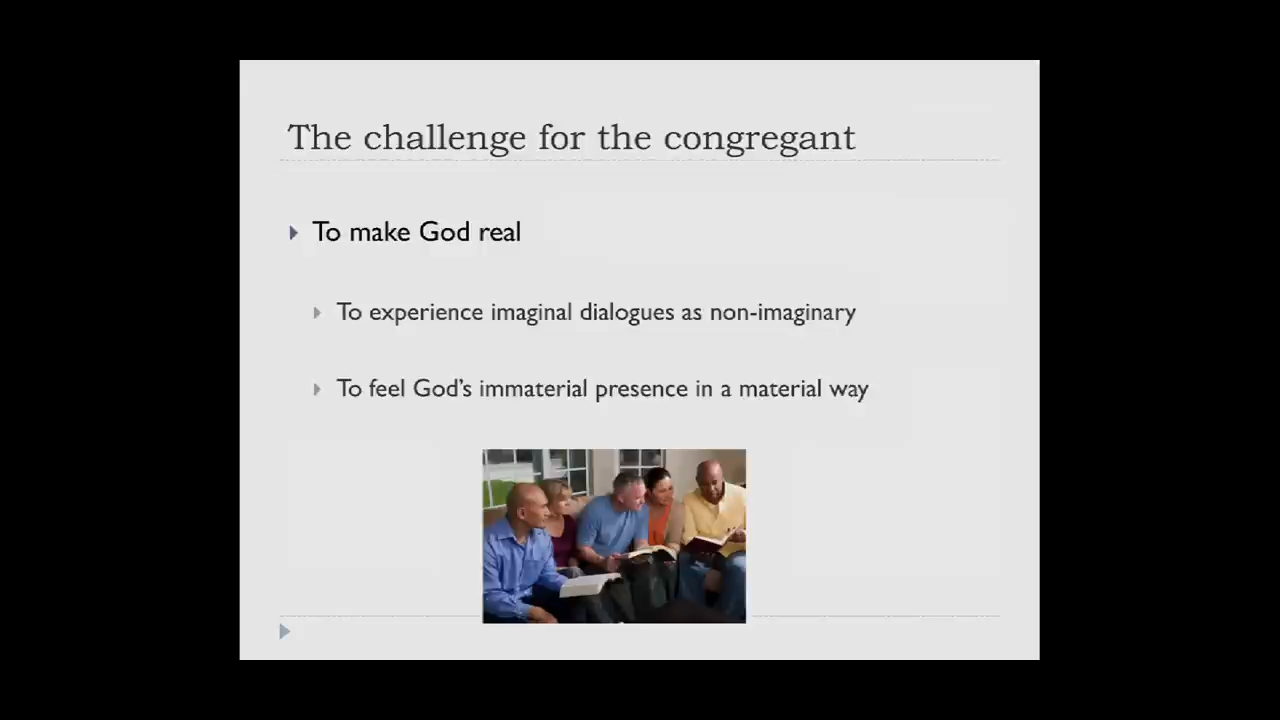 The challenge for the congregant
To make God real
To experience imaginal dialogues as non-imaginary
To feel God's immaterial presence in a material way